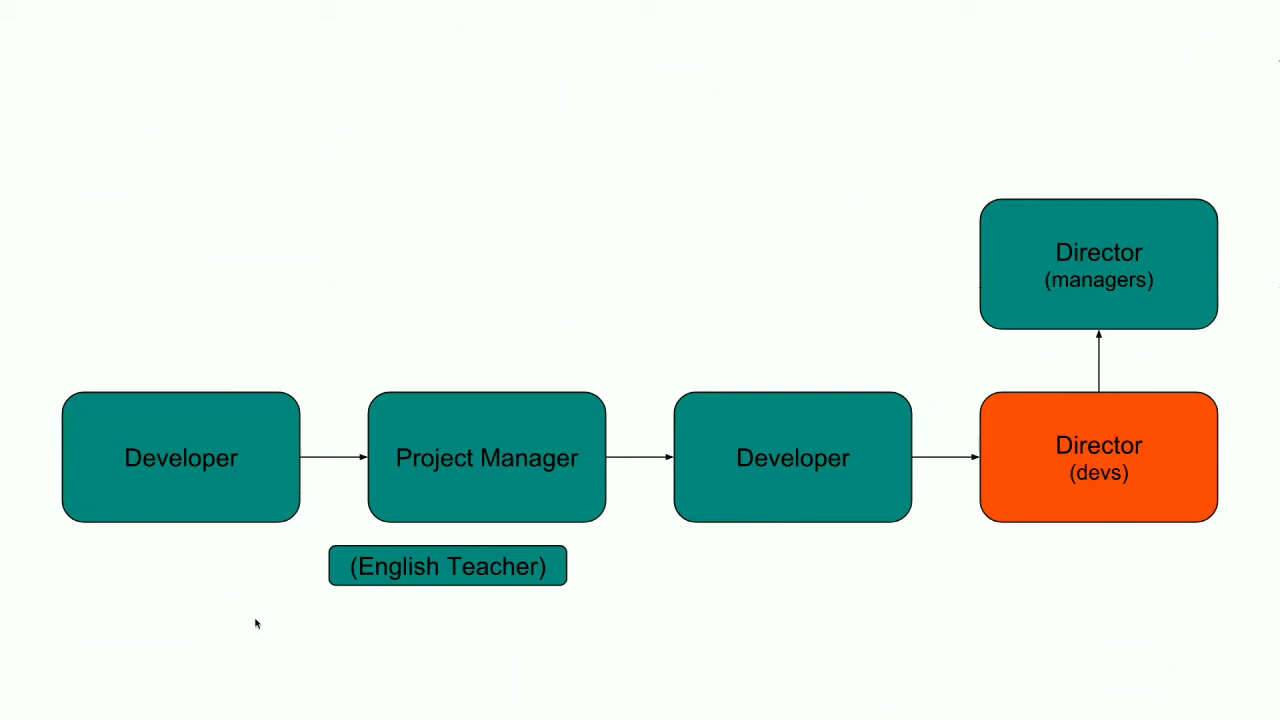 Director
(managers)
Developer
Project Manager
Developer
Director
(devs)
(English Teacher)